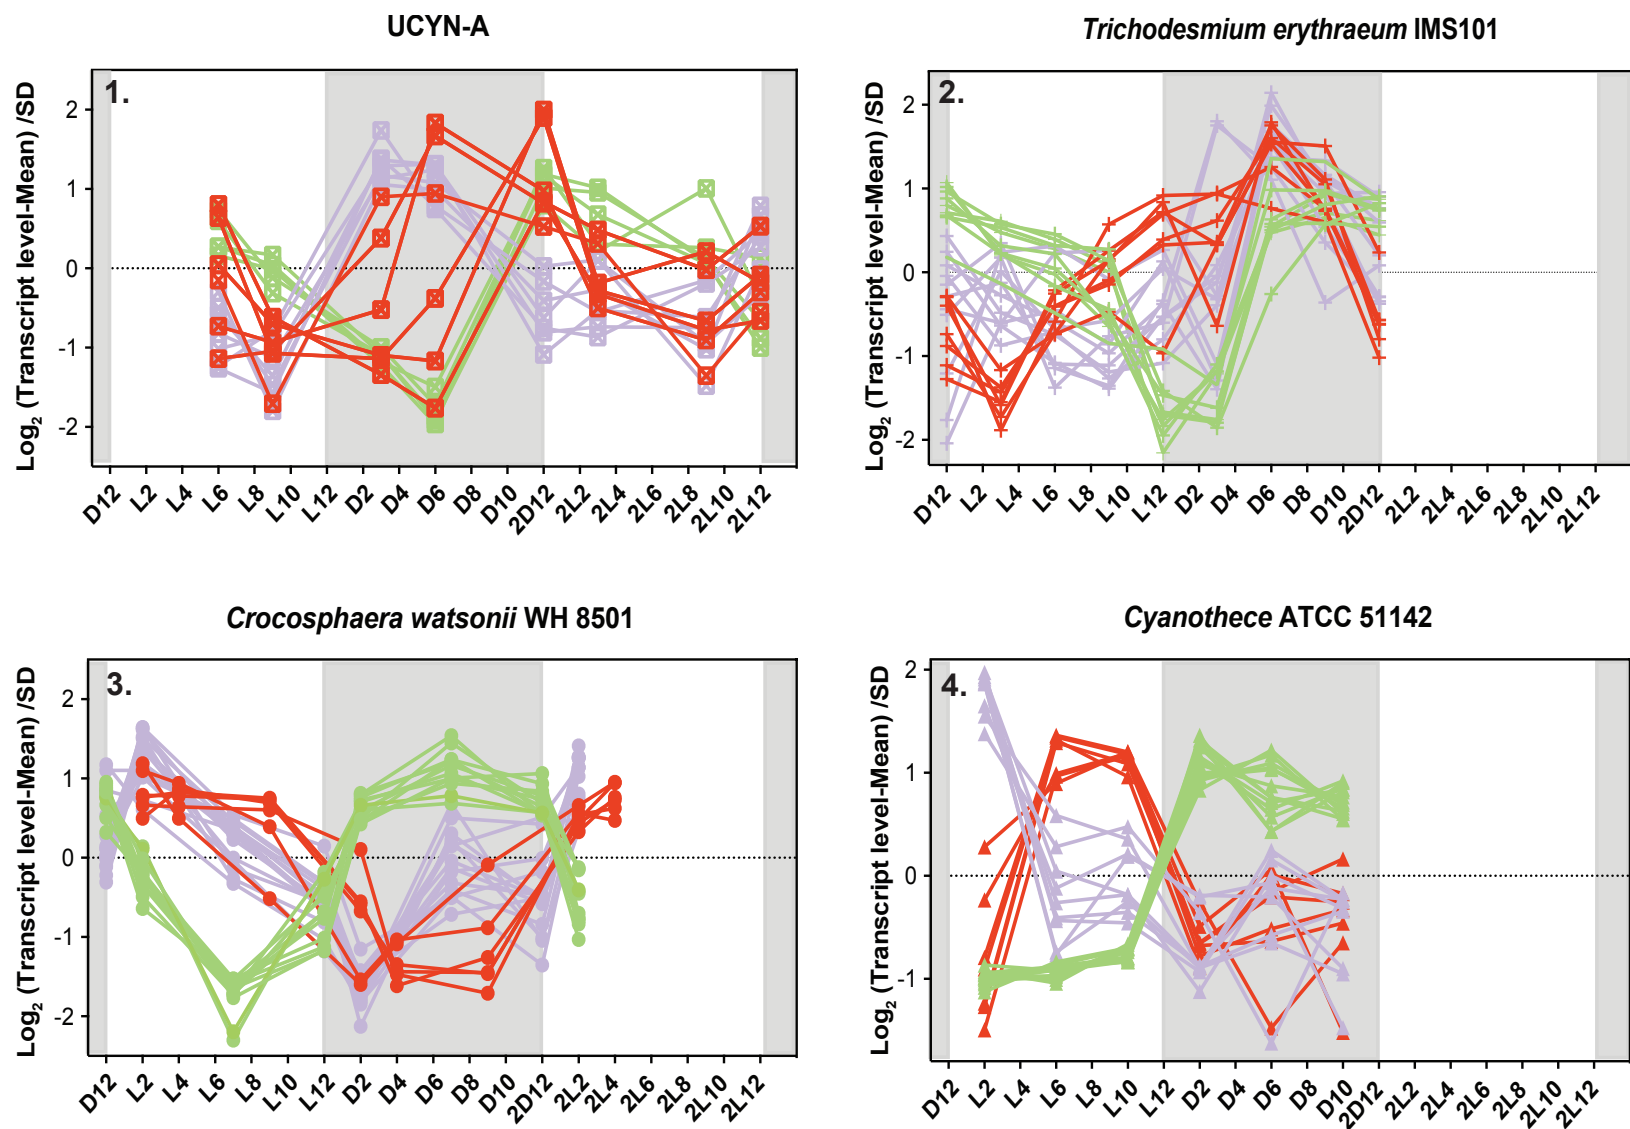 UCYN-A
Trichodesmium erythraeum IMS101
1.
2.
Log2 (Transcript level-Mean) /SD
2
1
0
-1
-2
D12 L2 L4 L6 L8 L10 L12 D2 D4 D6 D10 2D12 2L2 2L4 2L6 2L8 2L10 2L12
Log2 (Transcript level-Mean) /SD
2
1
0
-1
-2
D12 L2 L4 L6 L8 L10 L12 D2 D4 D6 D8 D10 2D12 2L2 2L4 2L6 2L8 2L10 2L12
Crocosphaera watsonii WH 8501
Cyanothece ATCC 51142
3.
4.
Log2 (Transcript level-Mean) /SD
2
1
0
-1
-2
D12 L2 L4 L6 L8 L10 L12 D2 D4 D6 D10 2D12 2L2 2L4 2L6 2L8 2L10 2L12
Log2 (Transcript level-Mean) /SD
2
1
0
-1
D12 L2 L4 L6 L10 L12 D2 D4 D6 D8 D10 2D12 2L2 2L4 2L6 2L8 2L10 2L12